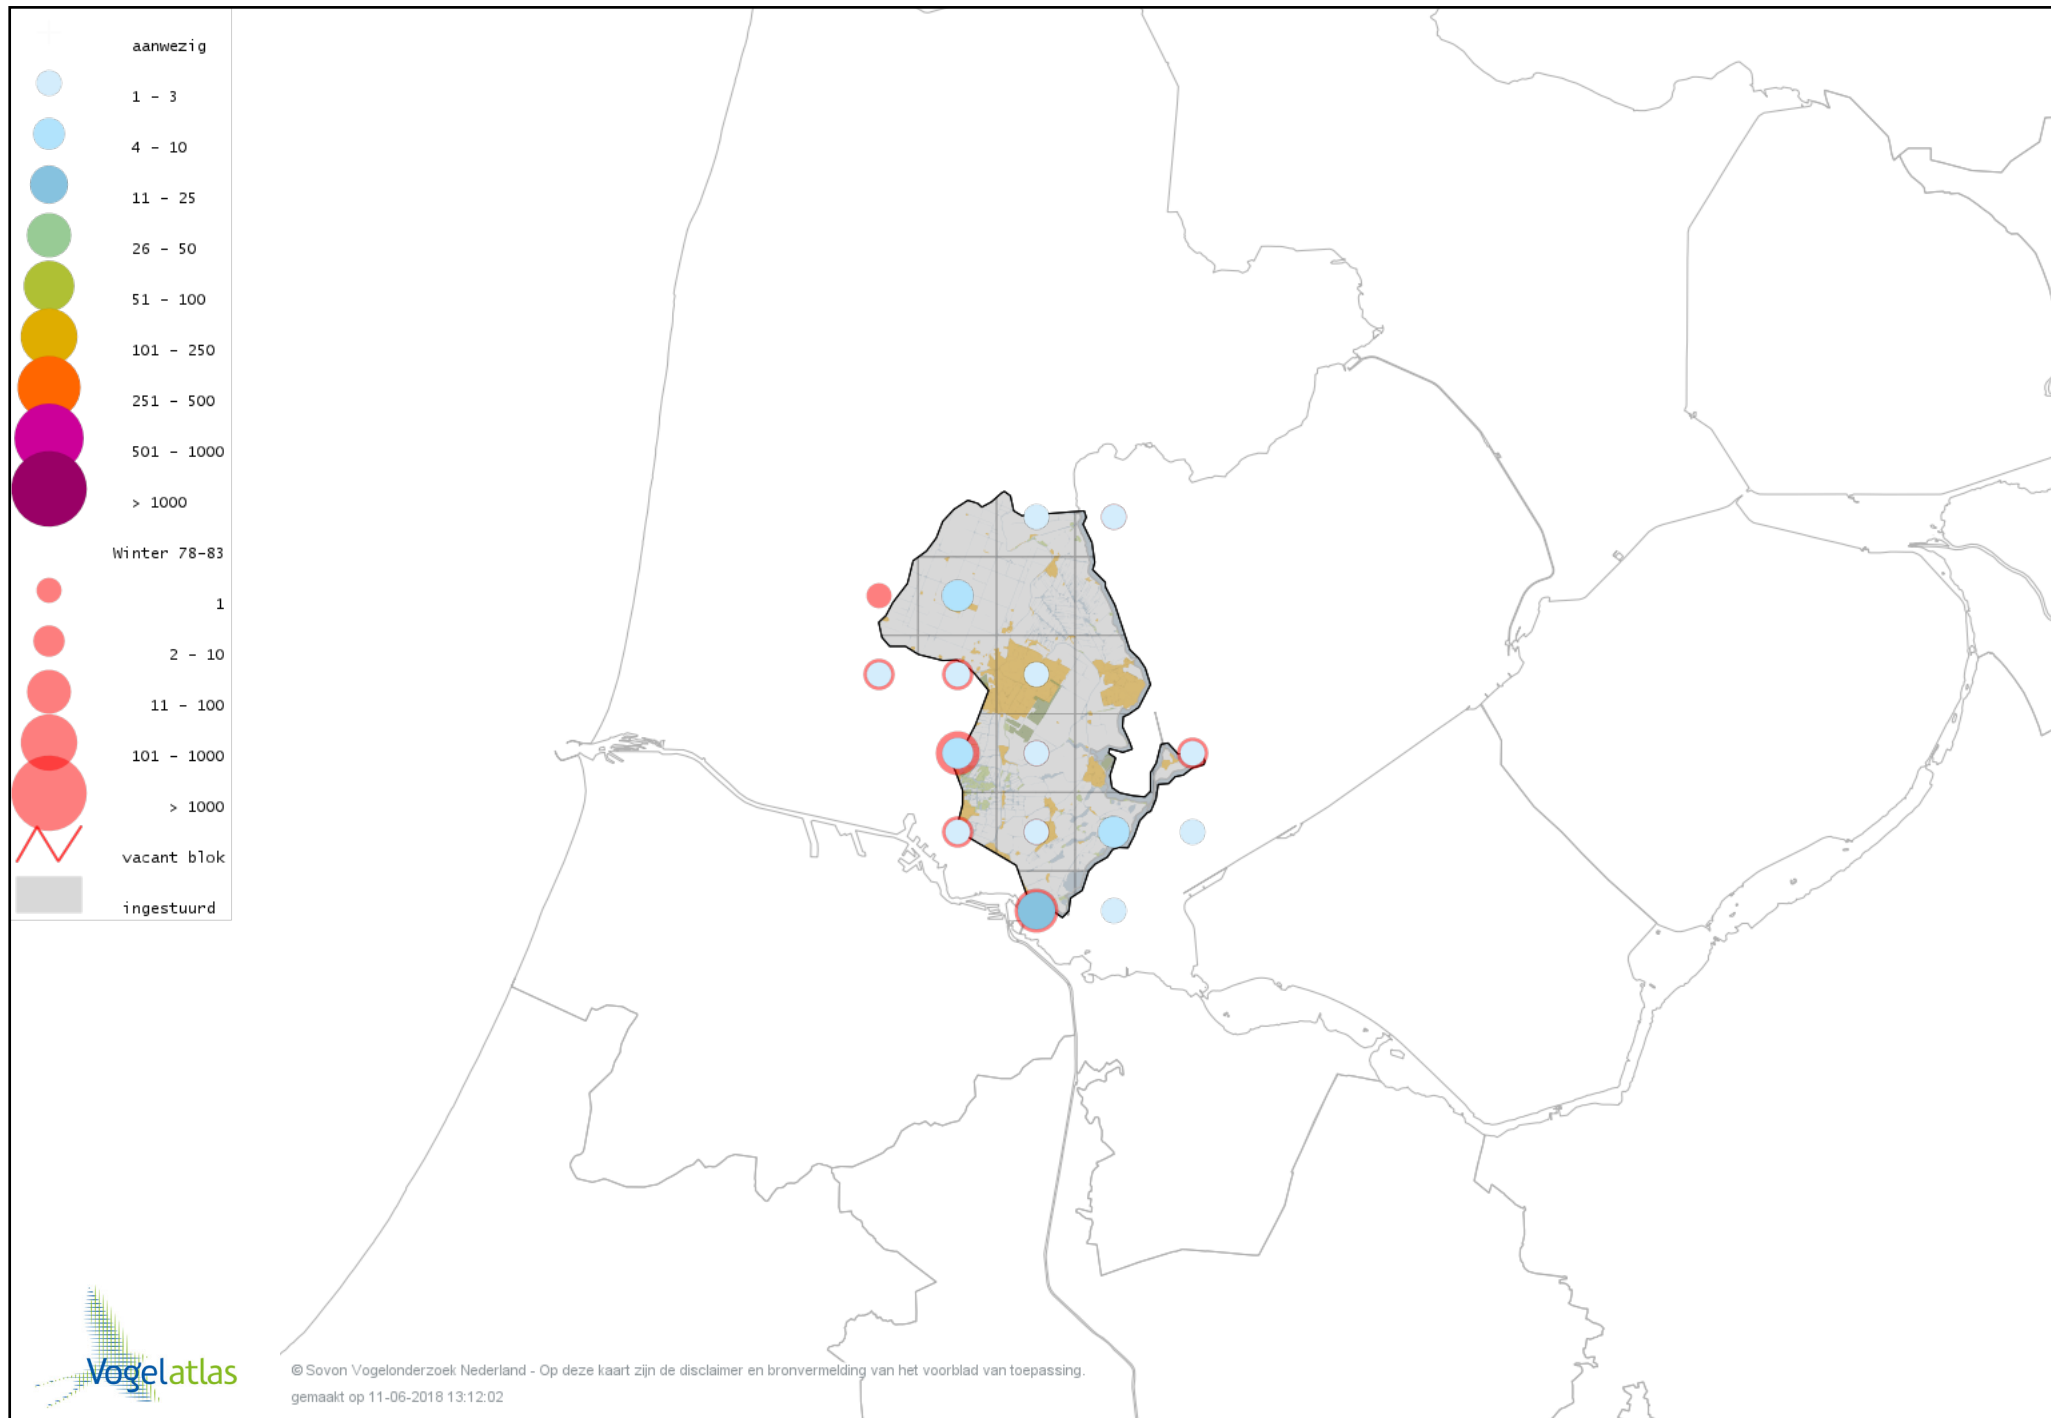 aanwezig
1 - 3
4 - 10
11 - 25
26 - 50
51 - 100
101 - 250
251 - 500
501 - 1000
> 1000
Winter 78-83
1
2 - 10
11 - 100
101 - 1000
> 1000
vacant blok
ingestuurd
Vogelatlas
© Sovon Vogelonderzoek Nederland - Op deze kaart zijn de disclaimer en bronvermelding van het voorblad van toepassing.
gemaakt op 11-06-2018 13:12:02